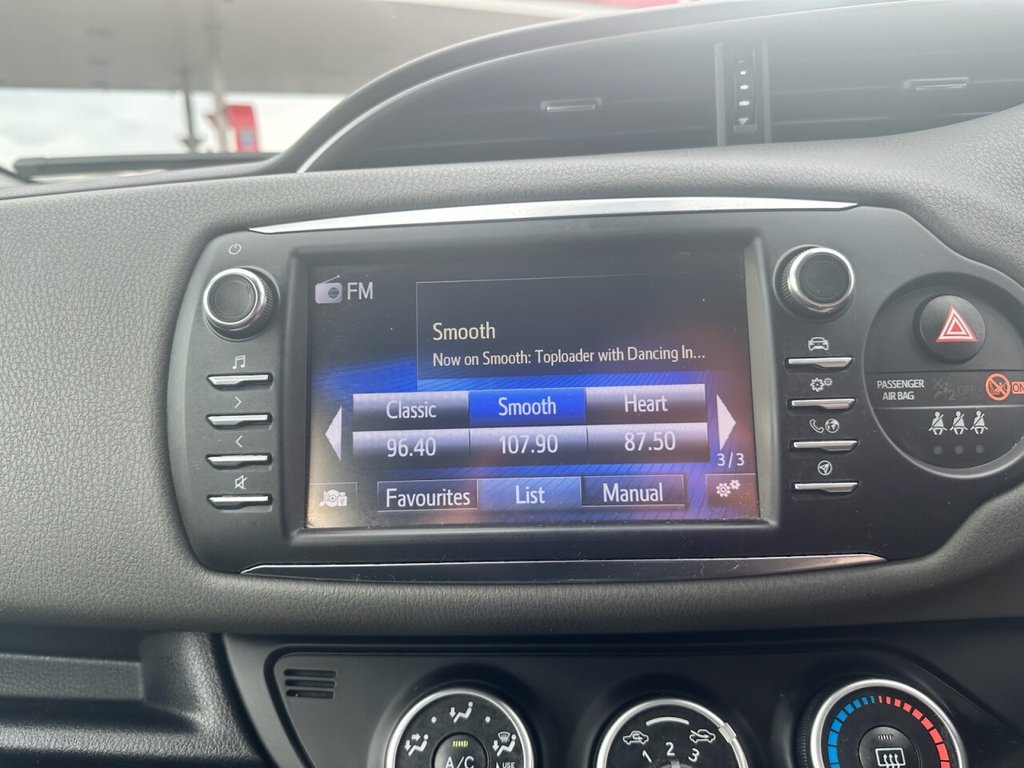 FM
Smooth
Now on Smooth: Toploader with Dancing In...
Classic Smooth Heart
96.40 107.90 87.50
3/3
Favourites List Manual
PASSENGER
AIR BAG
OFF ON
A/C
USE
1 2 3